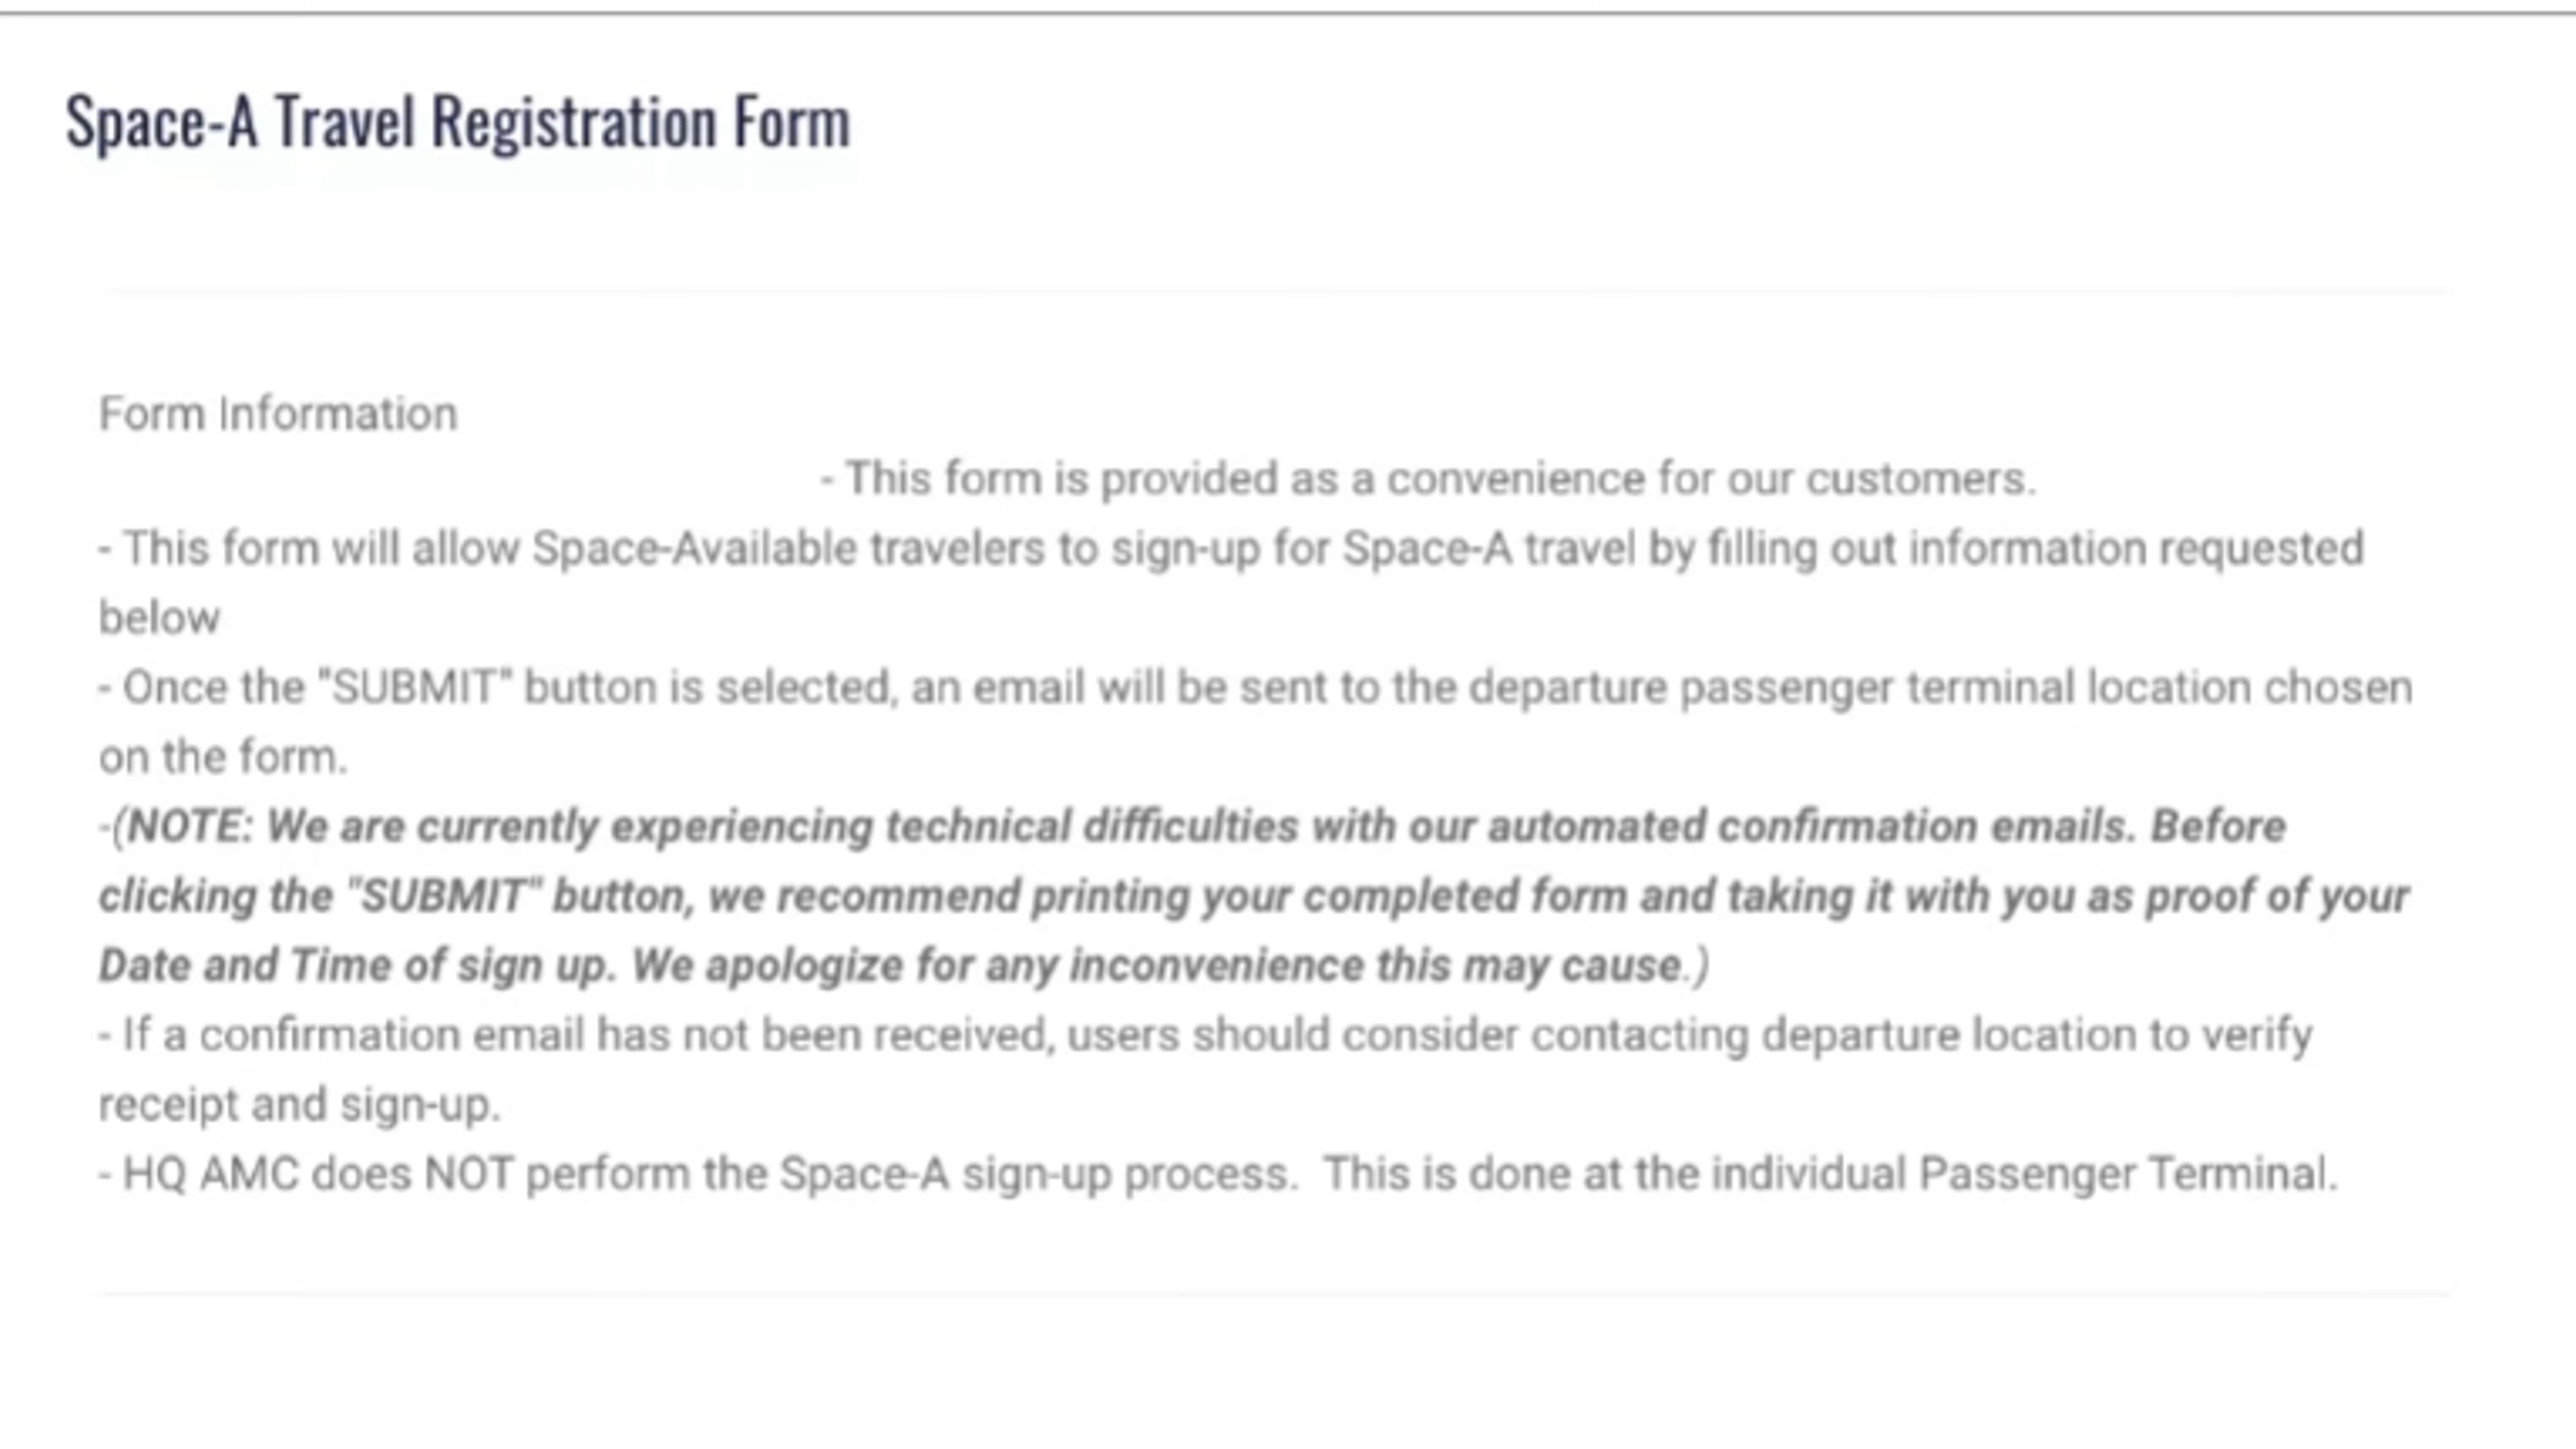 Space-A Travel Registration Form
Form Information
- This form is provided as a convenience for our customers.
- This form will allow Space-Available travelers to sign-up for Space-A travel by filling out information requested
below
- Once the "SUBMIT" button is selected, an email will be sent to the departure passenger terminal location chosen
on the form.
-(NOTE: We are currently experiencing technical difficulties with our automated confirmation emails. Before
clicking the "SUBMIT" button, we recommend printing your completed form and taking it with you as proof of your
Date and Time of sign up. We apologize for any inconvenience this may cause.)
- If a confirmation email has not been received, users should consider contacting departure location to verify
receipt and sign-up.
- HQ AMC does NOT perform the Space-A sign-up process.  This is done at the individual Passenger Terminal.